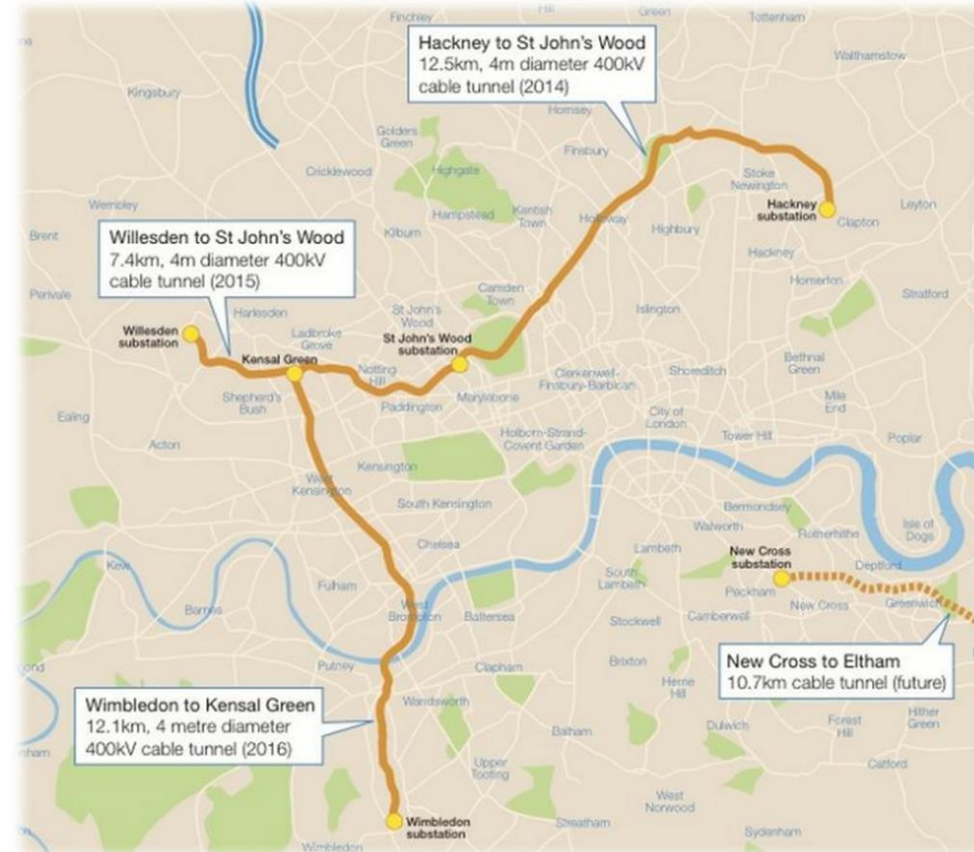 Finchley
Hill
Green
Tottenham
Hackney to St John's Wood
12.5km, 4m diameter 400kV
cable tunnel (2014)
Walthamstow
Kingsbury
Hornsey
Golders
Green
Finsbury
Cricklewood
Highgate
Stoke
Newington
Wembley
Hampstead
Kentish
Town
Holloway
Hackney
substation
Leyton
Clapton
Highbury
Brent
Willesden to St John's Wood
7.4km, 4m diameter 400kV
cable tunnel (2015)
Kilburn
Hackney
Homerton
Perivale
Camden
Town
Stratford
Harlesden
St John's
Wood
Islington
Willesden
substation
Ladbroke
Grove
St John's Wood
substation
Kensal Green
Notting
Hill
Clerkenwell-
Finsbury-Barbican
Shoreditch
Bethnal
Green
Shepherd's
Bush
Paddington
Marylebone
Mile
End
Ealing
City of
London
Acton
Holborn-Strand-
Covent Garden
Tower Hill
Poplar
Kensington
West
Kensington
South Kensington
Bermondsey
Walworth
Rotherhithe
Isle of
Dogs
Chelsea
Lambeth
New Cross
substation
Deptford
Kew
Fulham
South
Lambeth
Peckham
Barnes
West
Brompton
Battersea
New Cross
Greenwich
Stockwell
Camberwell
ond
Putney
Clapham
Brixton
New Cross to Eltham
10.7km cable tunnel (future)
Herne
Hill
Wimbledon to Kensal Green
12.1km, 4 metre diameter
400kV cable tunnel (2016)
Wandsworth
Balham
Dulwich
Forest
Hill
Hither
Green
nham
Upper
Tooting
Catford
West
Norwood
Wimbledon
substation
Streatham
Sydenham
Wimbledon